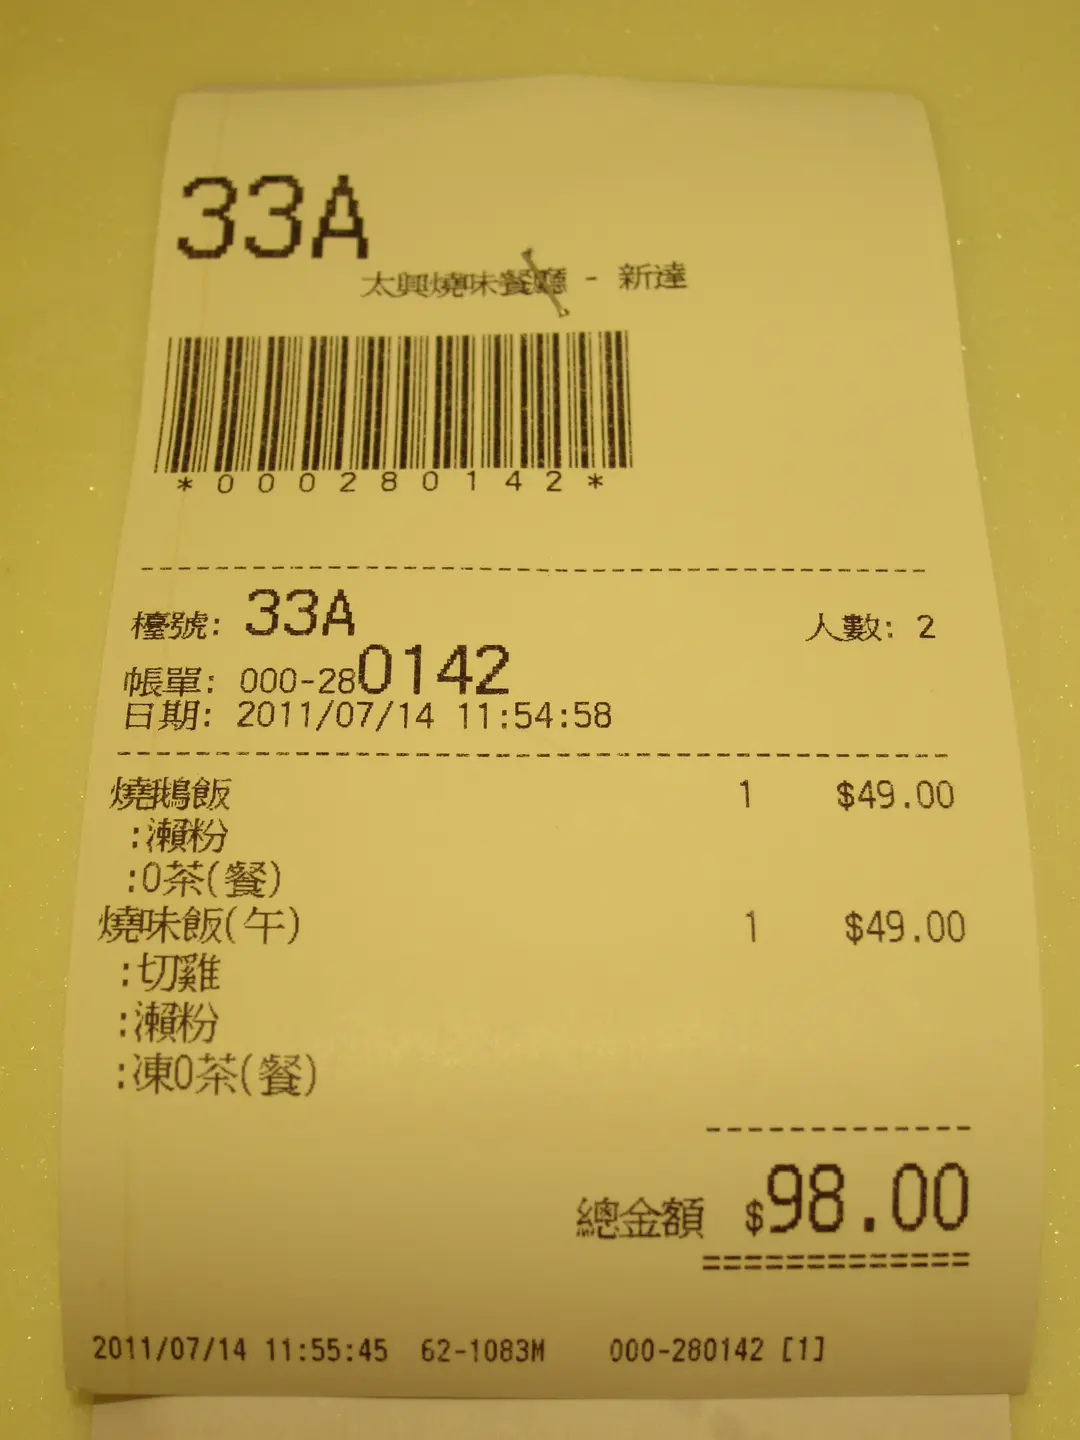 33A
太興燒味餐廳 - 新達
*000280142*
檯號: 33A 人數: 2
帳單: 000-280142
日期: 2011/07/14 11:54:58
燒鵝飯 1 $49.00
:瀨粉
:0茶(餐)
燒味飯(午) 1 $49.00
:切雞
:瀨粉
:凍0茶(餐)
總金額 $98.00
2011/07/14 11:55:45 62-1083M 000-280142 [1]